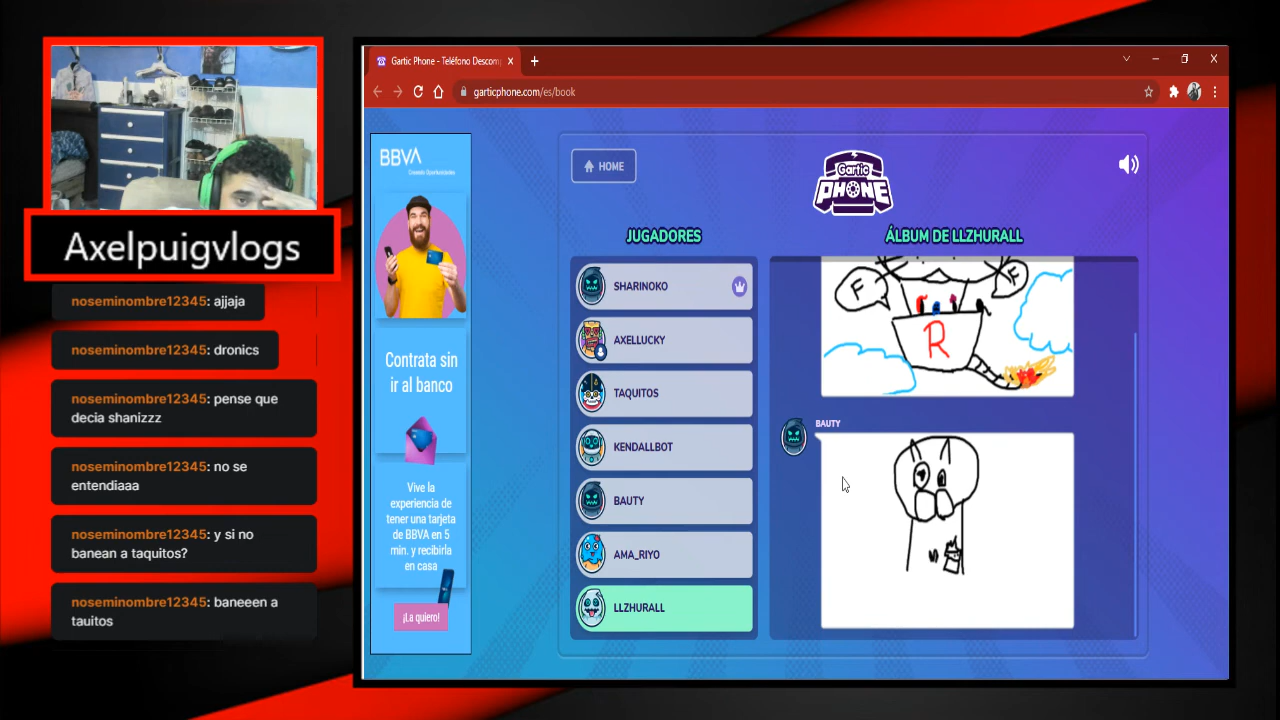 Axelpuigvlogs
noseminombre12345: ajjaja
noseminombre12345: dronics
noseminombre12345: pense que
decia shanizzz
noseminombre12345: no se
entendiaaa
noseminombre12345: y si no
banean a taquitos?
noseminombre12345: baneeen a
tauitos
Gartic Phone - Teléfono Descom
garticphone.com/es/book
BBVA
Creando Oportunidades
Contrata sin
ir al banco
Vive la
experiencia de
tener una tarjeta
de BBVA en 5
min. y recibirla
en casa
¡La quiero!
HOME
Gartic
PHONE
JUGADORES
SHARINOKO
AXELLUCKY
TAQUITOS
KENDALLBOT
BAUTY
AMA_RIYO
LLZHURALL
ÁLBUM DE LLZHURALL
F
F
R
BAUTY